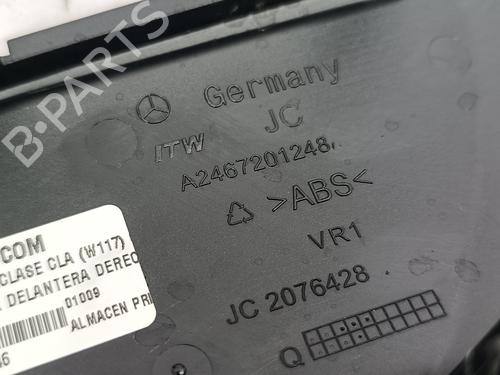 B·PARTS
Germany
JC
ITW
A2467201248
>ABS<
VR1
JC 2076428
Q
COM
CLASE CLA (W117)
DELANTERA DEREC
01009
ALMACEN PRI